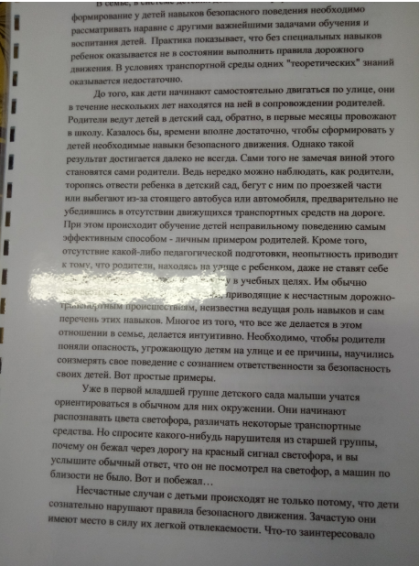 В семье, в системе
формирование у детей навыков безопасного поведения необходимо
рассматривать наравне с другими важнейшими задачами обучения и
воспитания детей. Практика показывает, что без специальных навыков
ребенок оказывается не в состоянии выполнить правила дорожного
движения. В условиях транспортной среды одних "теоретических" знаний
оказывается недостаточно.
До того, как дети начинают самостоятельно двигаться по улице, они
в течение нескольких лет находятся на ней в сопровождении родителей.
Родители ведут детей в детский сад, обратно, в первые месяцы провожают
в школу. Казалось бы, времени вполне достаточно, чтобы сформировать у
детей необходимые навыки безопасного движения. Однако такой
результат достигается далеко не всегда. Сами того не замечая виной этого
становятся сами родители. Ведь нередко можно наблюдать, как родители,
торопясь отвести ребенка в детский сад, бегут с ним по проезжей части
или выбегают из-за стоящего автобуса или автомобиля, предварительно не
убедившись в отсутствии движущихся транспортных средств на дороге.
При этом происходит обучение детей неправильному поведению самым
эффективным способом - личным примером родителей. Кроме того,
отсутствие какой-либо педагогической подготовки, неопытность приводит
к тому, что родители, находясь на улице с ребенком, даже не ставят себе
у в учебных целях. Им обычно
приводящие к несчастным дорожно-
транспортным происшествиям, неизвестна ведущая роль навыков и сам
перечень этих навыков. Многое из того, что все же делается в этом
отношении в семье, делается интуитивно. Необходимо, чтобы родители
поняли опасность, угрожающую детям на улице и ее причины, научились
соизмерять свое поведение с сознанием ответственности за безопасность
своих детей. Вот простые примеры.
Уже в первой младшей группе детского сада малыши учатся
ориентироваться в обычном для них окружении. Они начинают
распознавать цвета светофора, различать некоторые транспортные
средства. Но спросите какого-нибудь нарушителя из старшей группы,
почему он бежал через дорогу на красный сигнал светофора, и вы
услышите обычный ответ, что он не посмотрел на светофор, а машин по
близости не было. Вот и побежал...
Несчастные случаи с детьми происходят не только потому, что дети
сознательно нарушают правила безопасного движения. Зачастую они
имеют место в силу их легкой отвлекаемости. Что-то заинтересовало